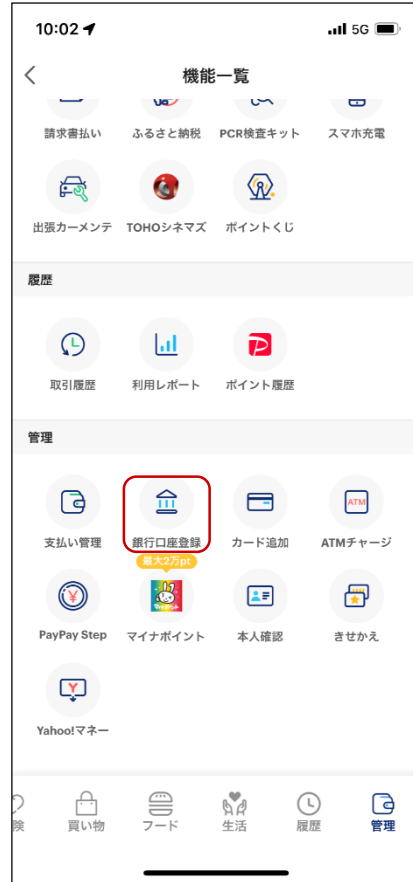 10:02
5G
機能一覧
請求書払い ふるさと納税 PCR検査キット スマホ充電
出張カーメンテ TOHOシネマズ ポイントくじ
履歴
取引履歴 利用レポート ポイント履歴
管理
ATM
支払い管理 銀行口座登録 カード追加 ATMチャージ
最大2万pt
PayPay Step マイナポイント 本人確認 きせかえ
Yahoo!マネー
険 買い物 フード 生活 履歴 管理